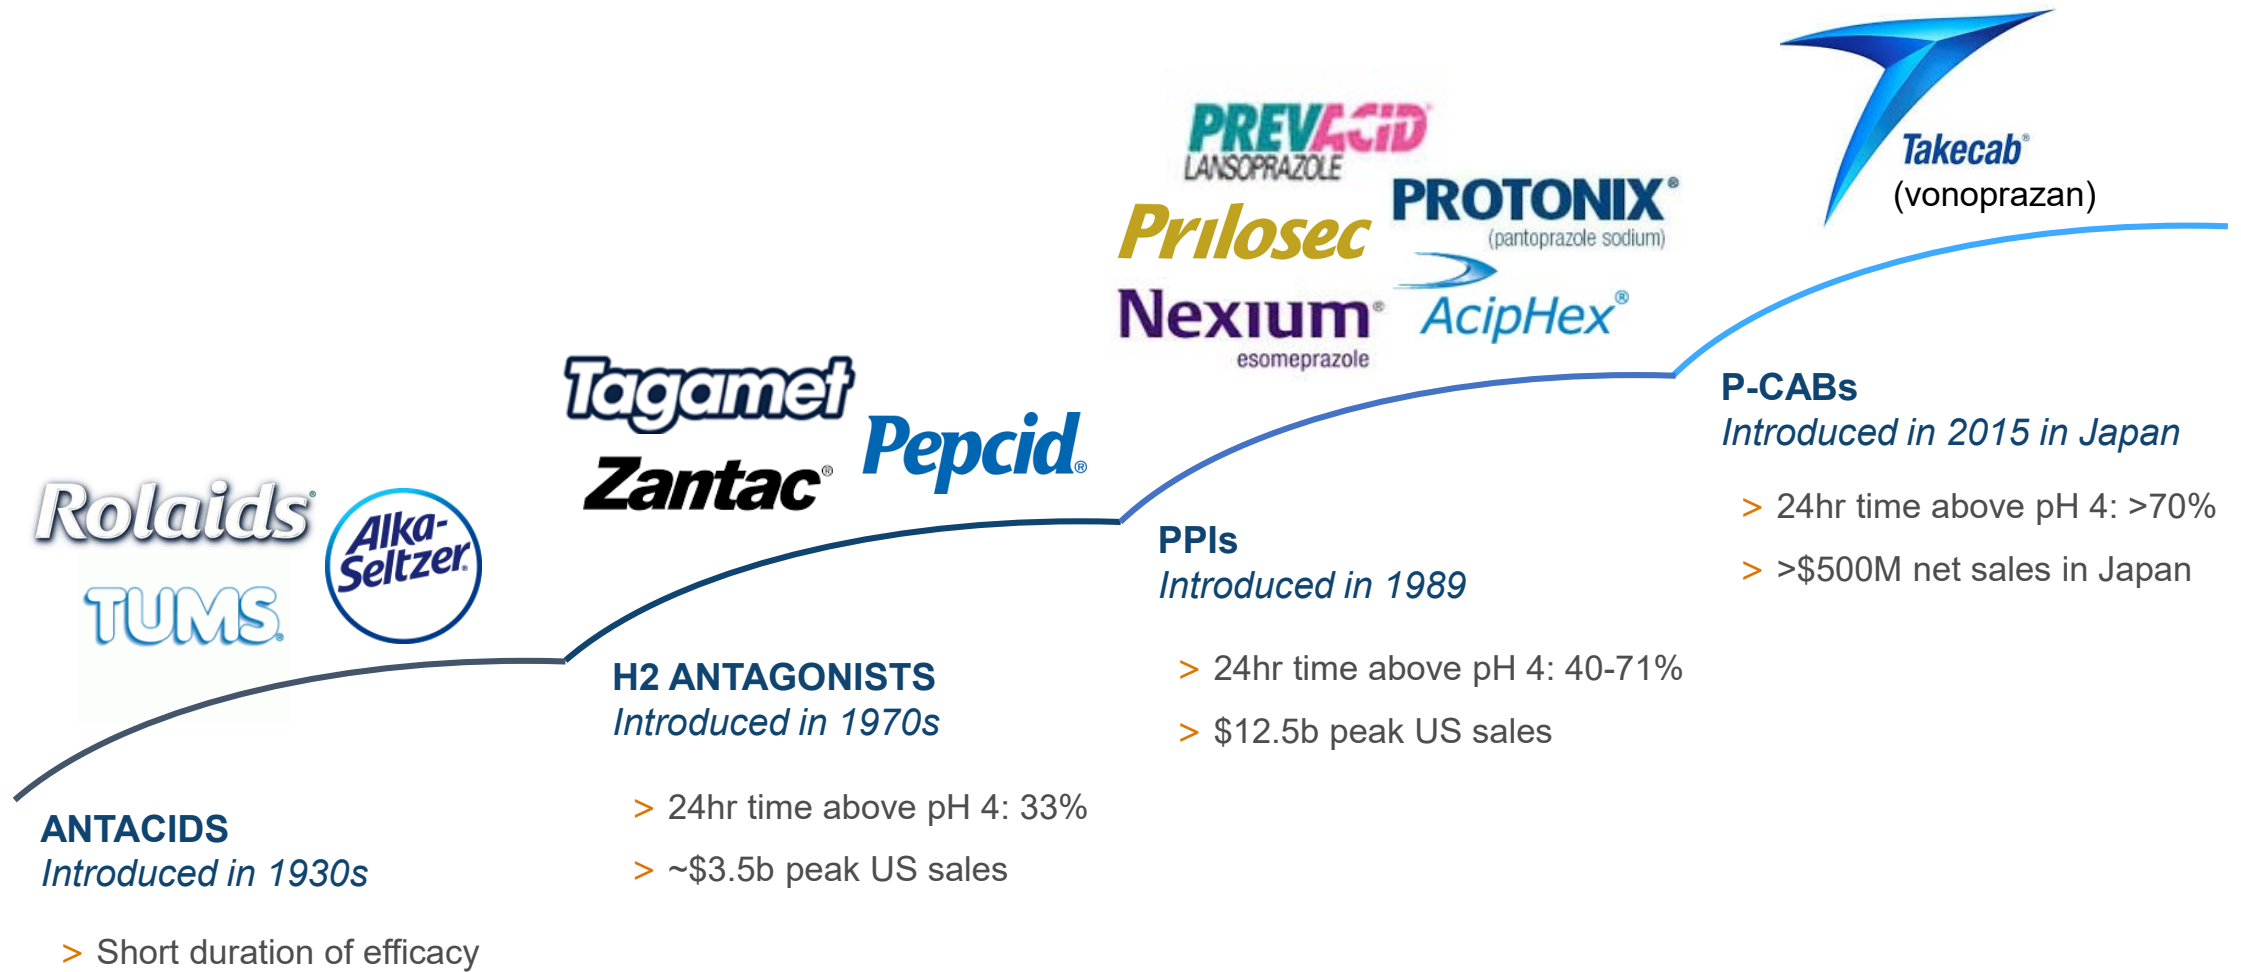 Rolaids®
Alka-
Seltzer®
TUMS®
ANTACIDS
Introduced in 1930s
> Short duration of efficacy
Tagamet
Zantac®
Pepcid®
H2 ANTAGONISTS
Introduced in 1970s
> 24hr time above pH 4: 33%
> ~$3.5b peak US sales
PREVACID®
LANSOPRAZOLE
PROTONIX®
(pantoprazole sodium)
Prilosec
Nexium®
esomeprazole
AcipHex®
PPIs
Introduced in 1989
> 24hr time above pH 4: 40-71%
> $12.5b peak US sales
Takecab®
(vonoprazan)
P-CABs
Introduced in 2015 in Japan
> 24hr time above pH 4: >70%
> >$500M net sales in Japan